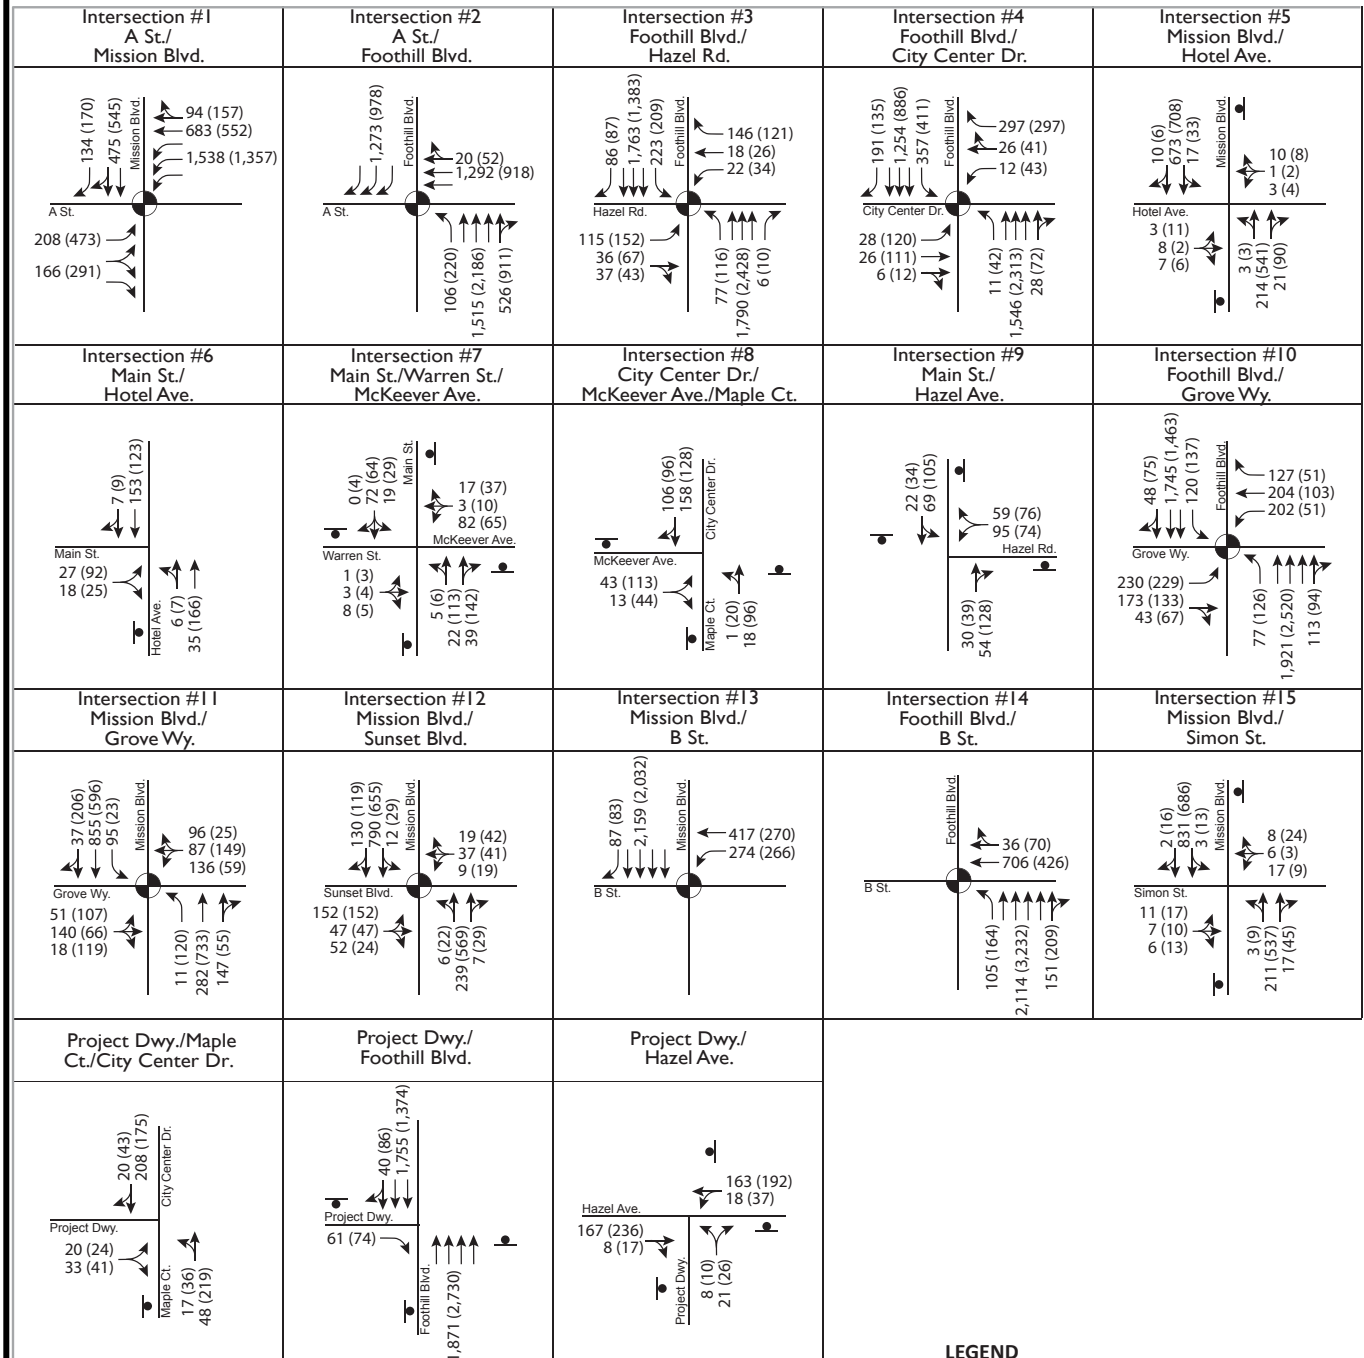 Intersection #1
A St./
Mission Blvd.
134 (170)
475 (545)
Mission Blvd.
94 (157)
683 (552)
1,538 (1,357)
A St.
208 (473)
166 (291)
Intersection #2
A St./
Foothill Blvd.
1,273 (978)
Foothill Blvd.
20 (52)
1,292 (918)
A St.
106 (220)
1,515 (2,186)
526 (911)
Intersection #3
Foothill Blvd./
Hazel Rd.
86 (87)
1,763 (1,383)
223 (209)
Foothill Blvd.
146 (121)
18 (26)
22 (34)
Hazel Rd.
115 (152)
36 (67)
37 (43)
77 (116)
1,790 (2,428)
6 (10)
Intersection #4
Foothill Blvd./
City Center Dr.
191 (135)
1,254 (886)
357 (411)
Foothill Blvd.
297 (297)
26 (41)
12 (43)
City Center Dr.
28 (120)
26 (111)
6 (12)
11 (42)
1,546 (2,313)
28 (72)
Intersection #5
Mission Blvd./
Hotel Ave.
10 (6)
673 (708)
17 (33)
Mission Blvd.
10 (8)
1 (2)
3 (4)
Hotel Ave.
3 (11)
8 (2)
7 (6)
3 (3)
214 (541)
21 (90)
Intersection #6
Main St./
Hotel Ave.
7 (9)
153 (123)
Main St.
27 (92)
18 (25)
Hotel Ave.
6 (7)
35 (166)
Intersection #7
Main St./Warren St./
McKeever Ave.
0 (4)
72 (64)
19 (29)
Main St.
17 (37)
3 (10)
82 (65)
McKeever Ave.
Warren St.
1 (3)
3 (4)
8 (5)
5 (6)
22 (113)
39 (142)
Intersection #8
City Center Dr./
McKeever Ave./Maple Ct.
106 (96)
158 (128)
City Center Dr.
McKeever Ave.
43 (113)
13 (44)
Maple Ct.
1 (20)
18 (96)
Intersection #9
Main St./
Hazel Ave.
22 (34)
69 (105)
59 (76)
95 (74)
Hazel Rd.
30 (39)
54 (128)
Intersection #10
Foothill Blvd./
Grove Wy.
48 (75)
1,745 (1,463)
120 (137)
Foothill Blvd.
127 (51)
204 (103)
202 (51)
Grove Wy.
230 (229)
173 (133)
43 (67)
77 (126)
1,921 (2,520)
113 (94)
Intersection #11
Mission Blvd./
Grove Wy.
37 (206)
855 (596)
95 (23)
Mission Blvd.
96 (25)
87 (149)
136 (59)
Grove Wy.
51 (107)
140 (66)
18 (119)
11 (120)
282 (733)
147 (55)
Intersection #12
Mission Blvd./
Sunset Blvd.
130 (119)
790 (655)
12 (29)
Mission Blvd.
19 (42)
37 (41)
9 (19)
Sunset Blvd.
152 (152)
47 (47)
52 (24)
6 (22)
239 (569)
7 (29)
Intersection #13
Mission Blvd./
B St.
87 (83)
2,159 (2,032)
Mission Blvd.
417 (270)
274 (266)
B St.
Intersection #14
Foothill Blvd./
B St.
Foothill Blvd.
36 (70)
706 (426)
B St.
105 (164)
2,114 (3,232)
151 (209)
Intersection #15
Mission Blvd./
Simon St.
2 (16)
831 (686)
3 (13)
Mission Blvd.
8 (24)
6 (3)
17 (9)
Simon St.
11 (17)
7 (10)
6 (13)
3 (9)
211 (537)
17 (45)
Project Dwy./Maple
Ct./City Center Dr.
20 (43)
208 (175)
City Center Dr.
Project Dwy.
20 (24)
33 (41)
Maple Ct.
17 (36)
48 (219)
Project Dwy./
Foothill Blvd.
40 (86)
1,755 (1,374)
Project Dwy.
61 (74)
Foothill Blvd.
1,871 (2,730)
Project Dwy./
Hazel Ave.
163 (192)
18 (37)
Hazel Ave.
167 (236)
8 (17)
Project Dwy.
8 (10)
21 (26)
LEGEND